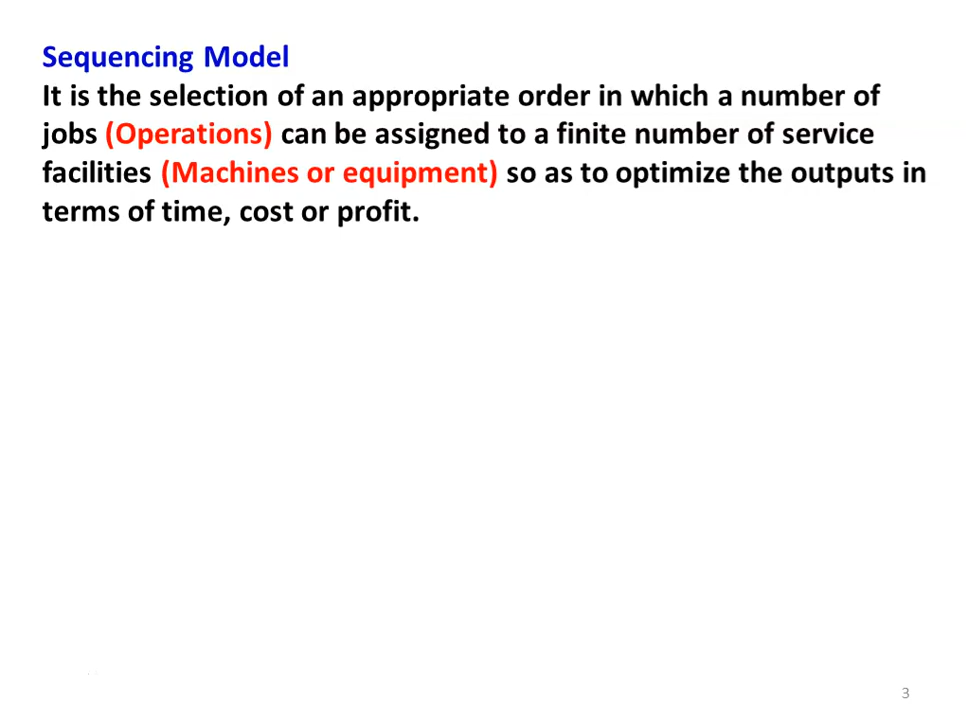 Sequencing Model
It is the selection of an appropriate order in which a number of
jobs (Operations) can be assigned to a finite number of service
facilities (Machines or equipment) so as to optimize the outputs in
terms of time, cost or profit.
3